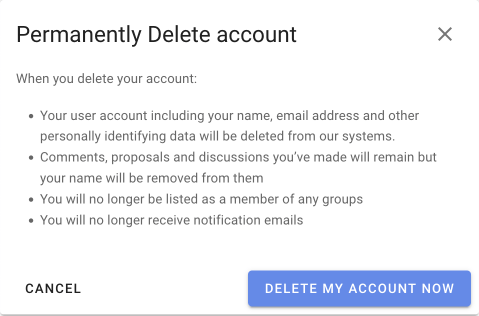 Permanently Delete account
When you delete your account:
• Your user account including your name, email address and other
personally identifying data will be deleted from our systems.
• Comments, proposals and discussions you've made will remain but
your name will be removed from them
• You will no longer be listed as a member of any groups
• You will no longer receive notification emails
CANCEL
DELETE MY ACCOUNT NOW